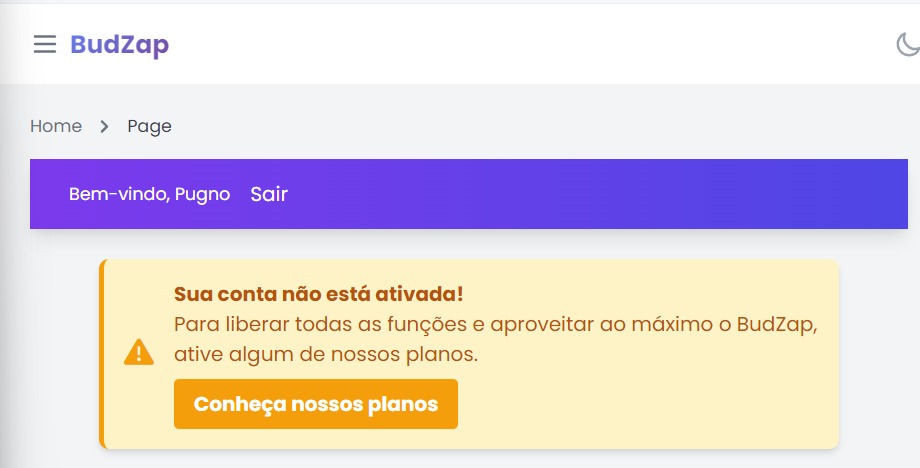 BudZap
Home > Page
Bem-vindo, Pugno Sair
Sua conta não está ativada!
Para liberar todas as funções e aproveitar ao máximo o BudZap,
ative algum de nossos planos.
Conheça nossos planos